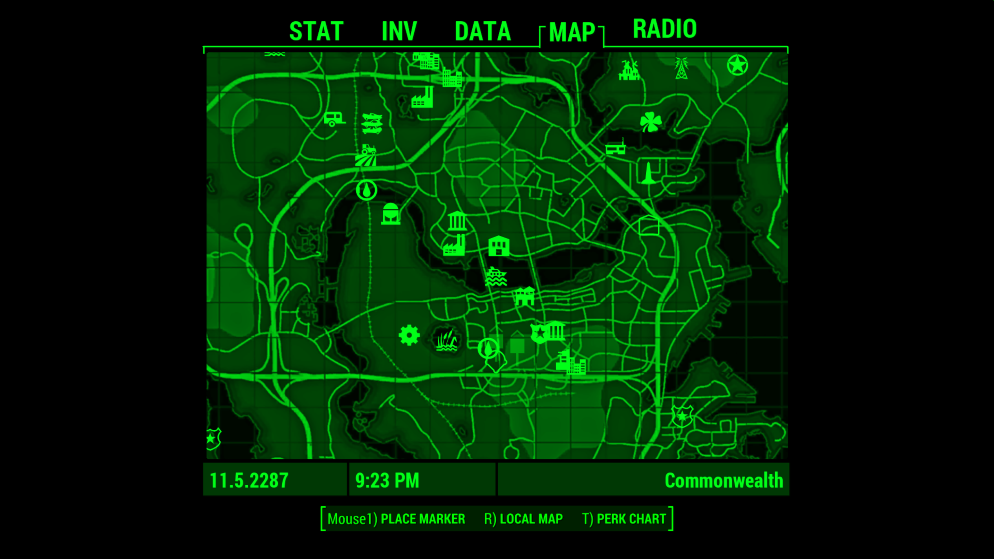 STAT INV DATA MAP RADIO
11.5.2287 9:23 PM Commonwealth
Mouse1) PLACE MARKER R) LOCAL MAP T) PERK CHART